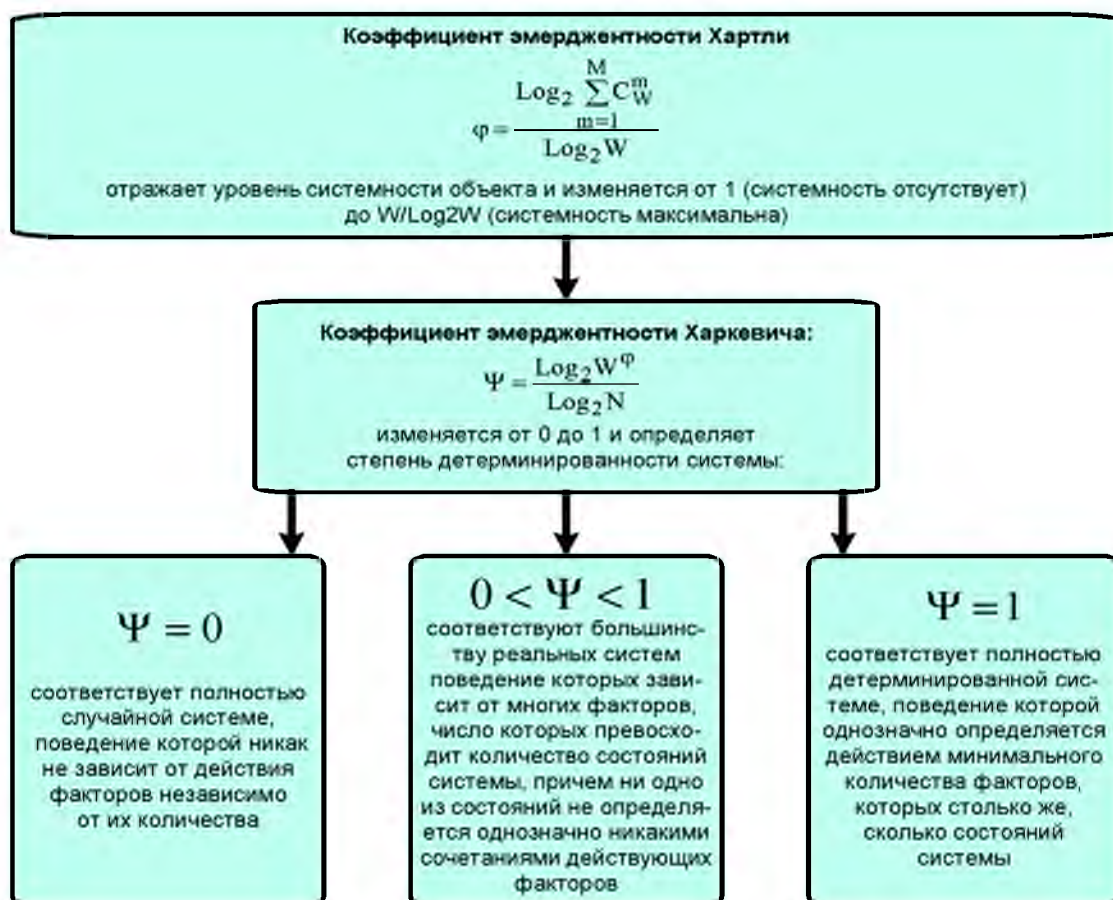 Коэффициент эмерджентности Хартли
φ = Log₂ ∑_{m=1}^{M} C_W^m / Log₂W
отражает уровень системности объекта и изменяется от 1 (системность отсутствует)
до W/Log2W (системность максимальна)
Коэффициент эмерджентности Харкевича:
Ψ = Log₂W^φ / Log₂N
изменяется от 0 до 1 и определяет
степень детерминированности системы:
Ψ = 0
соответствует полностью
случайной системе,
поведение которой никак
не зависит от действия
факторов независимо
от их количества
0 < Ψ < 1
соответствуют большинс-
тву реальных систем
поведение которых зави-
сит от многих факторов,
число которых превосхо-
дит количество состояний
системы, причем ни одно
из состояний не определя-
ется однозначно никакими
сочетаниями действующих
факторов
Ψ = 1
соответствует полностью
детерминированной сис-
теме, поведение которой
однозначно определяется
действием минимального
количества факторов,
которых столько же,
сколько состояний
системы